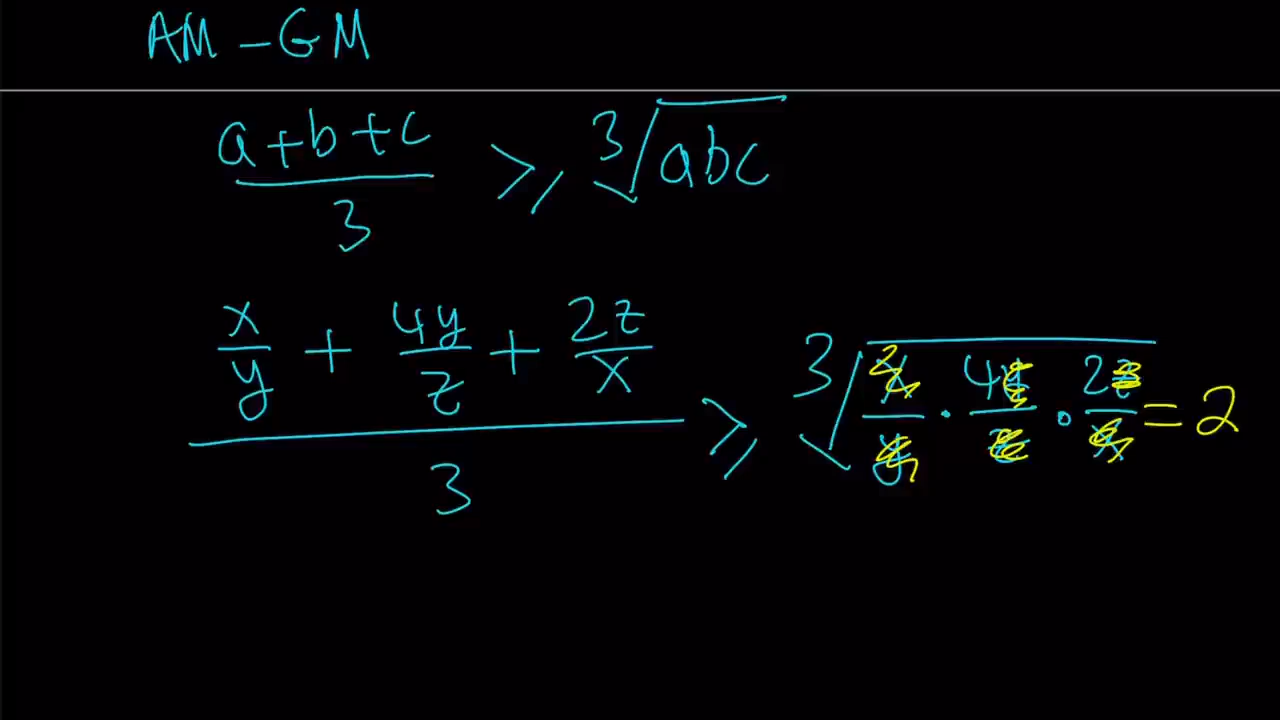 AM - GM
(a+b+c)/3 ≥ ∛(abc)
(x/y + 4y/z + 2z/x)/3 ≥ ∛(x/y · 4y/z · 2z/x) = 2